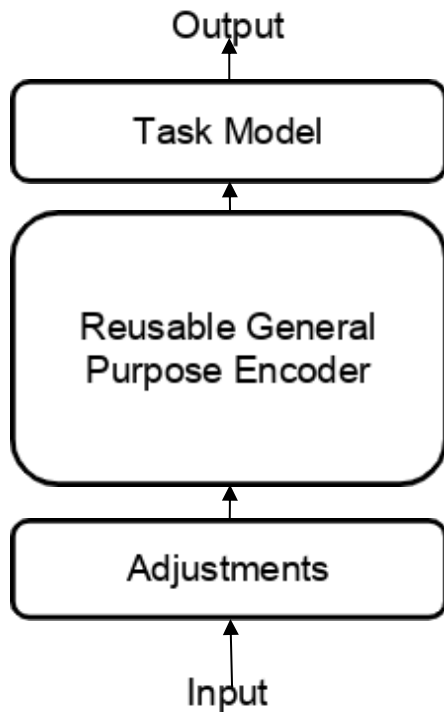 Output
Task Model
Reusable General
Purpose Encoder
Adjustments
Input